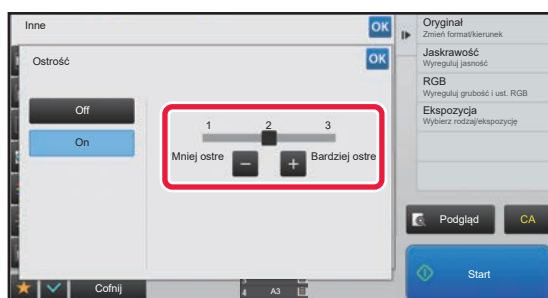 Inne
OK
Ostrość
OK
Off
On
1 2 3
Mniej ostre
Bardziej ostre
Cofnij
4 A3
Oryginał
Zmień format/kierunek
Jaskrawość
Wyreguluj jasność
RGB
Wyreguluj grubość i ust. RGB
Ekspozycja
Wybierz rodzaj/ekspozycję
Podgląd
CA
Start